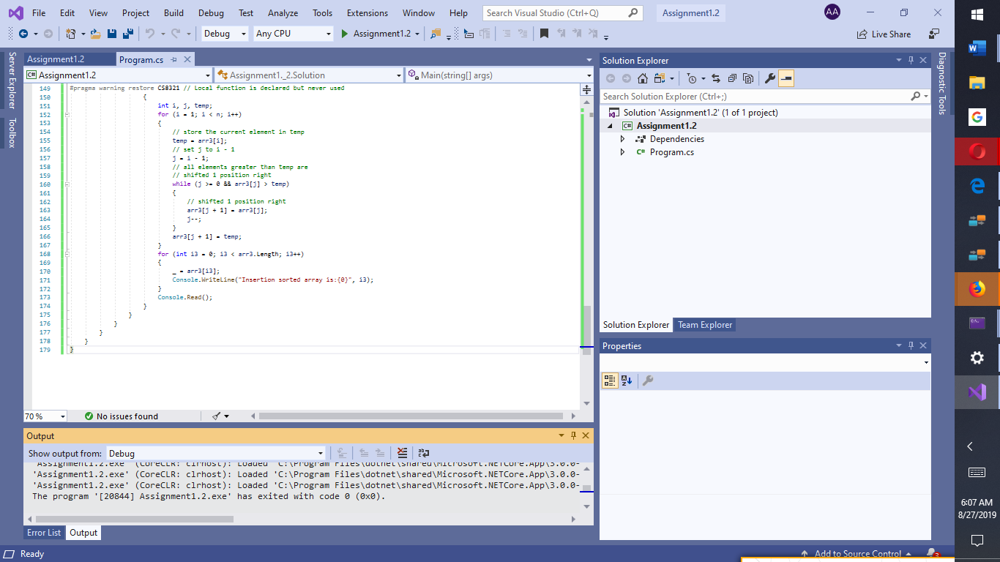 File Edit View Project Build Debug Test Analyze Tools Extensions Window Help Search Visual Studio (Ctrl+Q) Assignment1.2 AA
Debug Any CPU Assignment1.2 Live Share
Server Explorer
Toolbox
Assignment1.2 Program.cs
Assignment1.2 Assignment1._2.Solution Main(string[] args)
149 #pragma warning restore CS8321 // Local function is declared but never used
150 {
151 int i, j, temp;
152 for (i = 1; i < n; i++)
153 {
154 // store the current element in temp
155 temp = arr3[i];
156 // set j to i - 1
157 j = i - 1;
158 // all elements greater than temp are
159 // shifted 1 position right
160 while (j >= 0 && arr3[j] > temp)
161 {
162 // shifted 1 position right
163 arr3[j + 1] = arr3[j];
164 j--;
165 }
166 arr3[j + 1] = temp;
167 }
168 for (int i3 = 0; i3 < arr3.Length; i3++)
169 {
170 _ = arr3[i3];
171 Console.WriteLine("Insertion sorted array is:{0}", i3);
172 }
173 Console.Read();
174 }
175 }
176 }
177 }
178 }
179 }
70 % No issues found
Output
Show output from: Debug
'Assignment1.2.exe' (CoreCLR: clrhost): Loaded 'C:\Program Files\dotnet\shared\Microsoft.NETCore.App\3.0.0-
'Assignment1.2.exe' (CoreCLR: clrhost): Loaded 'C:\Program Files\dotnet\shared\Microsoft.NETCore.App\3.0.0-
'Assignment1.2.exe' (CoreCLR: clrhost): Loaded 'C:\Program Files\dotnet\shared\Microsoft.NETCore.App\3.0.0-
The program '[20844] Assignment1.2.exe' has exited with code 0 (0x0).
Error List Output
Ready
Solution Explorer
Search Solution Explorer (Ctrl+;)
Solution 'Assignment1.2' (1 of 1 project)
C# Assignment1.2
Dependencies
C# Program.cs
Solution Explorer Team Explorer
Properties
Diagnostic Tools
Add to Source Control 3
6:07 AM
8/27/2019